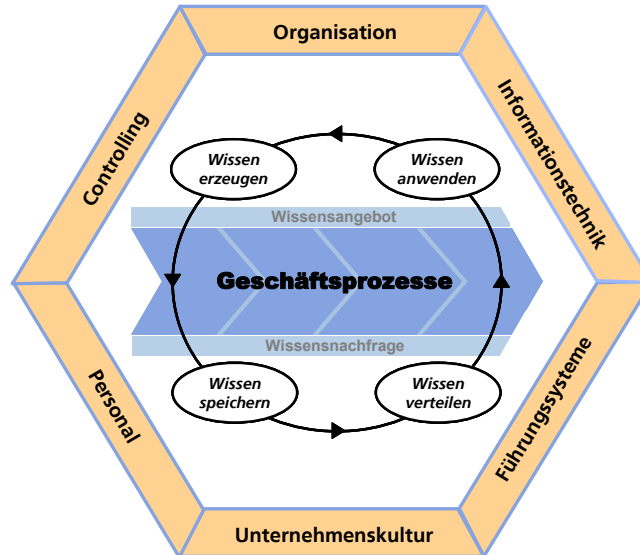 Organisation
Controlling
Informationstechnik
Wissen
erzeugen
Wissen
anwenden
Wissensangebot
Geschäftsprozesse
Wissensnachfrage
Wissen
speichern
Wissen
verteilen
Personal
Führungssysteme
Unternehmenskultur